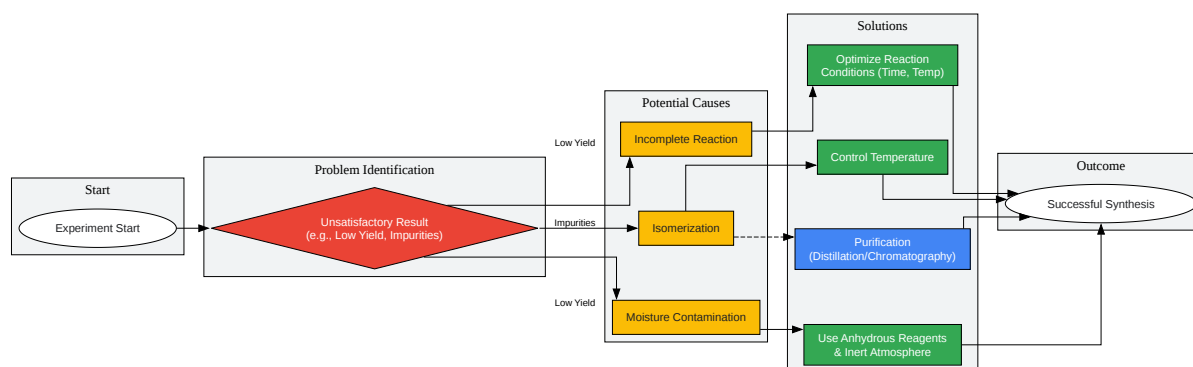 Start
Experiment Start
Problem Identification
Unsatisfactory Result
(e.g., Low Yield, Impurities)
Low Yield
Impurities
Low Yield
Potential Causes
Incomplete Reaction
Isomerization
Moisture Contamination
Solutions
Optimize Reaction
Conditions (Time, Temp)
Control Temperature
Purification
(Distillation/Chromatography)
Use Anhydrous Reagents
& Inert Atmosphere
Outcome
Successful Synthesis